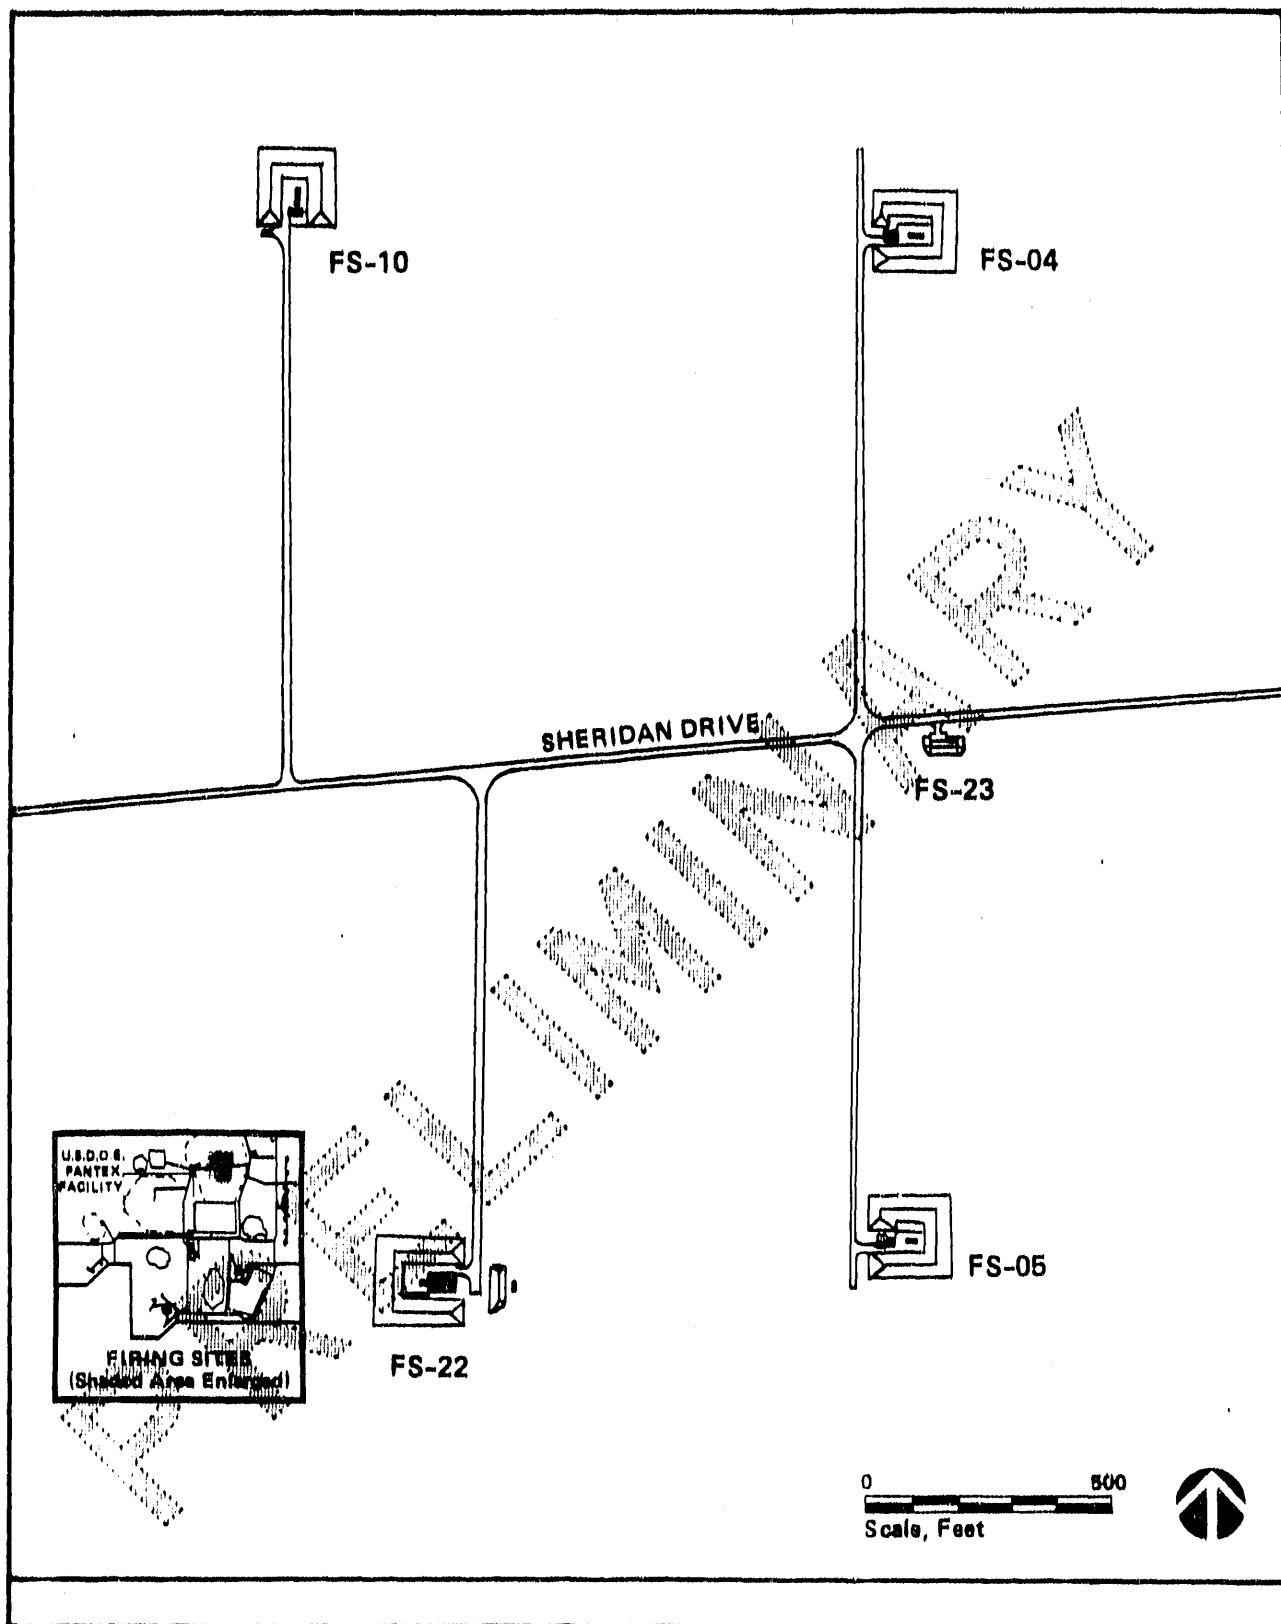 FS-10
FS-04
SHERIDAN DRIVE
FS-23
U.S.D.O.E.
PANTEX
FACILITY
FIRING SITES
(Shaded Area Enlarged)
FS-22
FS-05
0 500
Scale, Feet
PRELIMINARY